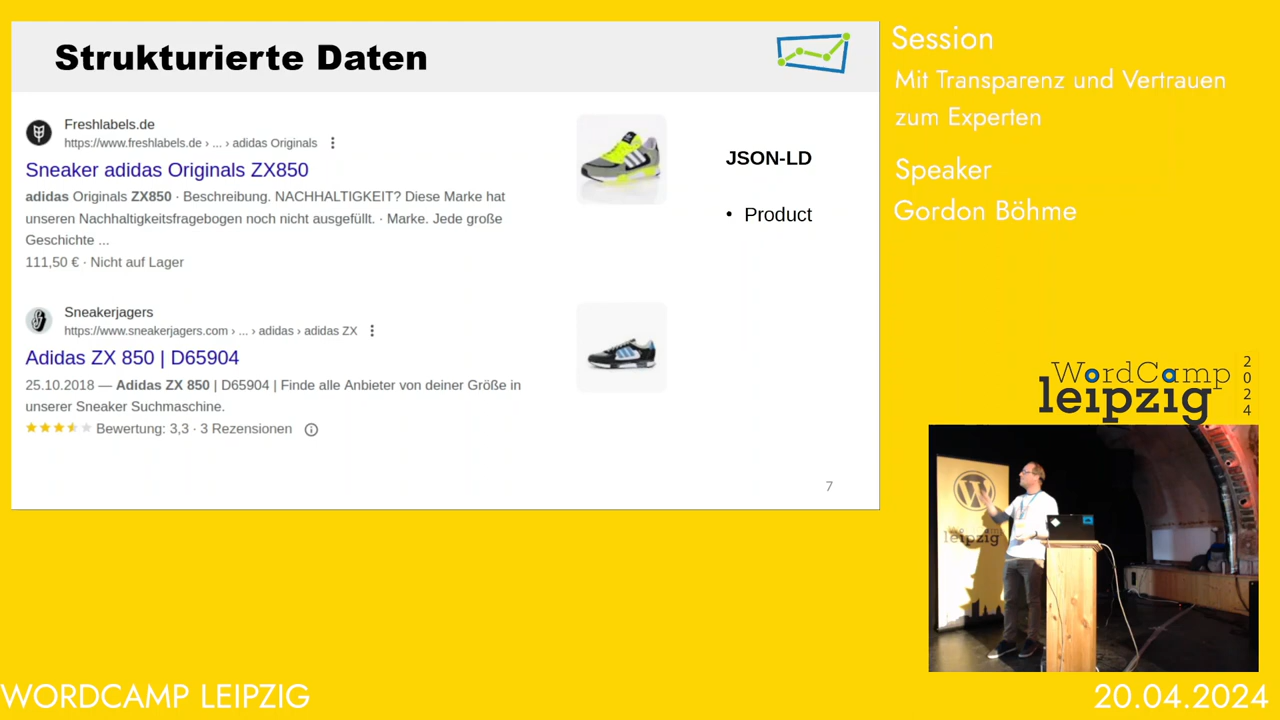 Strukturierte Daten
Freshlabels.de
https://www.freshlabels.de › ... › adidas Originals
Sneaker adidas Originals ZX850
adidas Originals ZX850 · Beschreibung. NACHHALTIGKEIT? Diese Marke hat
unseren Nachhaltigkeitsfragebogen noch nicht ausgefüllt. · Marke. Jede große
Geschichte ...
111,50 € · Nicht auf Lager
Sneakerjagers
https://www.sneakerjagers.com › ... › adidas › adidas ZX
Adidas ZX 850 | D65904
25.10.2018 — Adidas ZX 850 | D65904 | Finde alle Anbieter von deiner Größe in
unserer Sneaker Suchmaschine.
Bewertung: 3,3 · 3 Rezensionen
JSON-LD
• Product
7
Session
Mit Transparenz und Vertrauen
zum Experten
Speaker
Gordon Böhme
WordCamp
leipzig
2024
WordCamp
leipzig
WORDCAMP LEIPZIG
20.04.2024